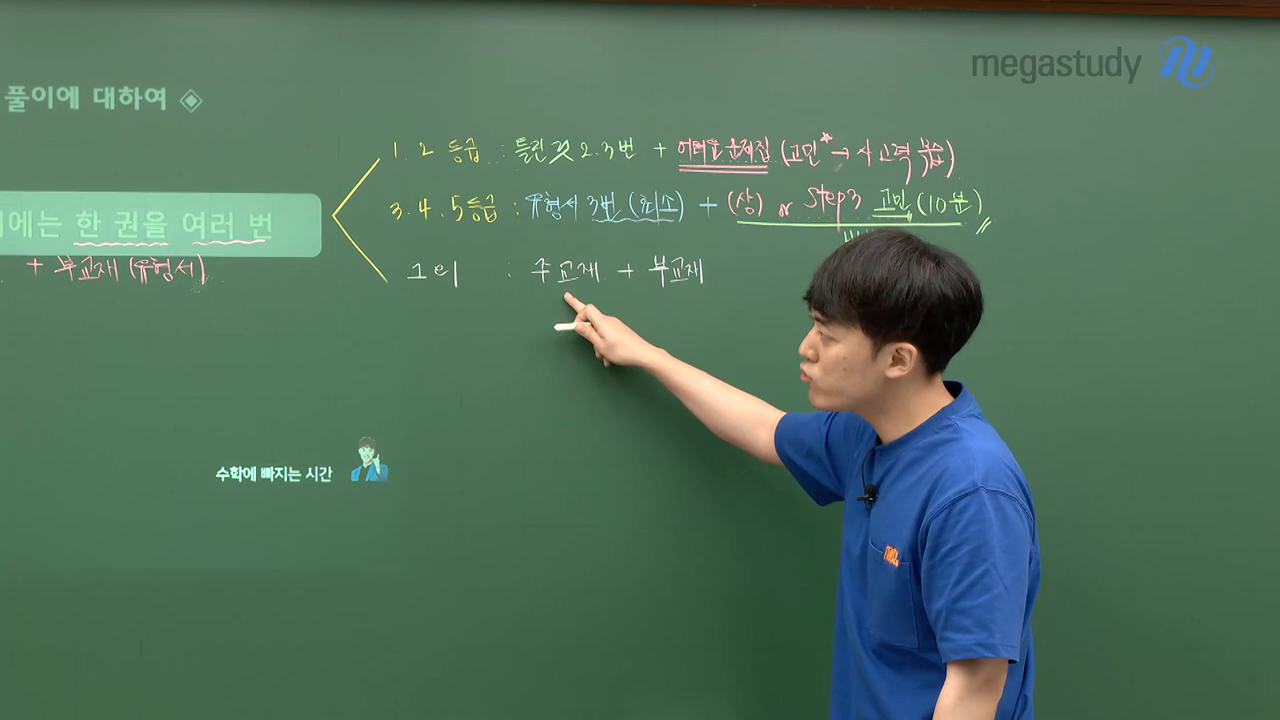 megastudy
풀이에 대하여
1. 2 등급 : 틀린 것 2. 3번 + 어려운 문제집 (고민 → 사고력 복습)
3. 4. 5등급 : 유형서 3번 (최소) + (상) or Step3 고민 (10분)
에는 한 권을 여러 번
+ 부교재 (유형서)
그 외 : 주교재 + 부교재
수학에 빠지는 시간